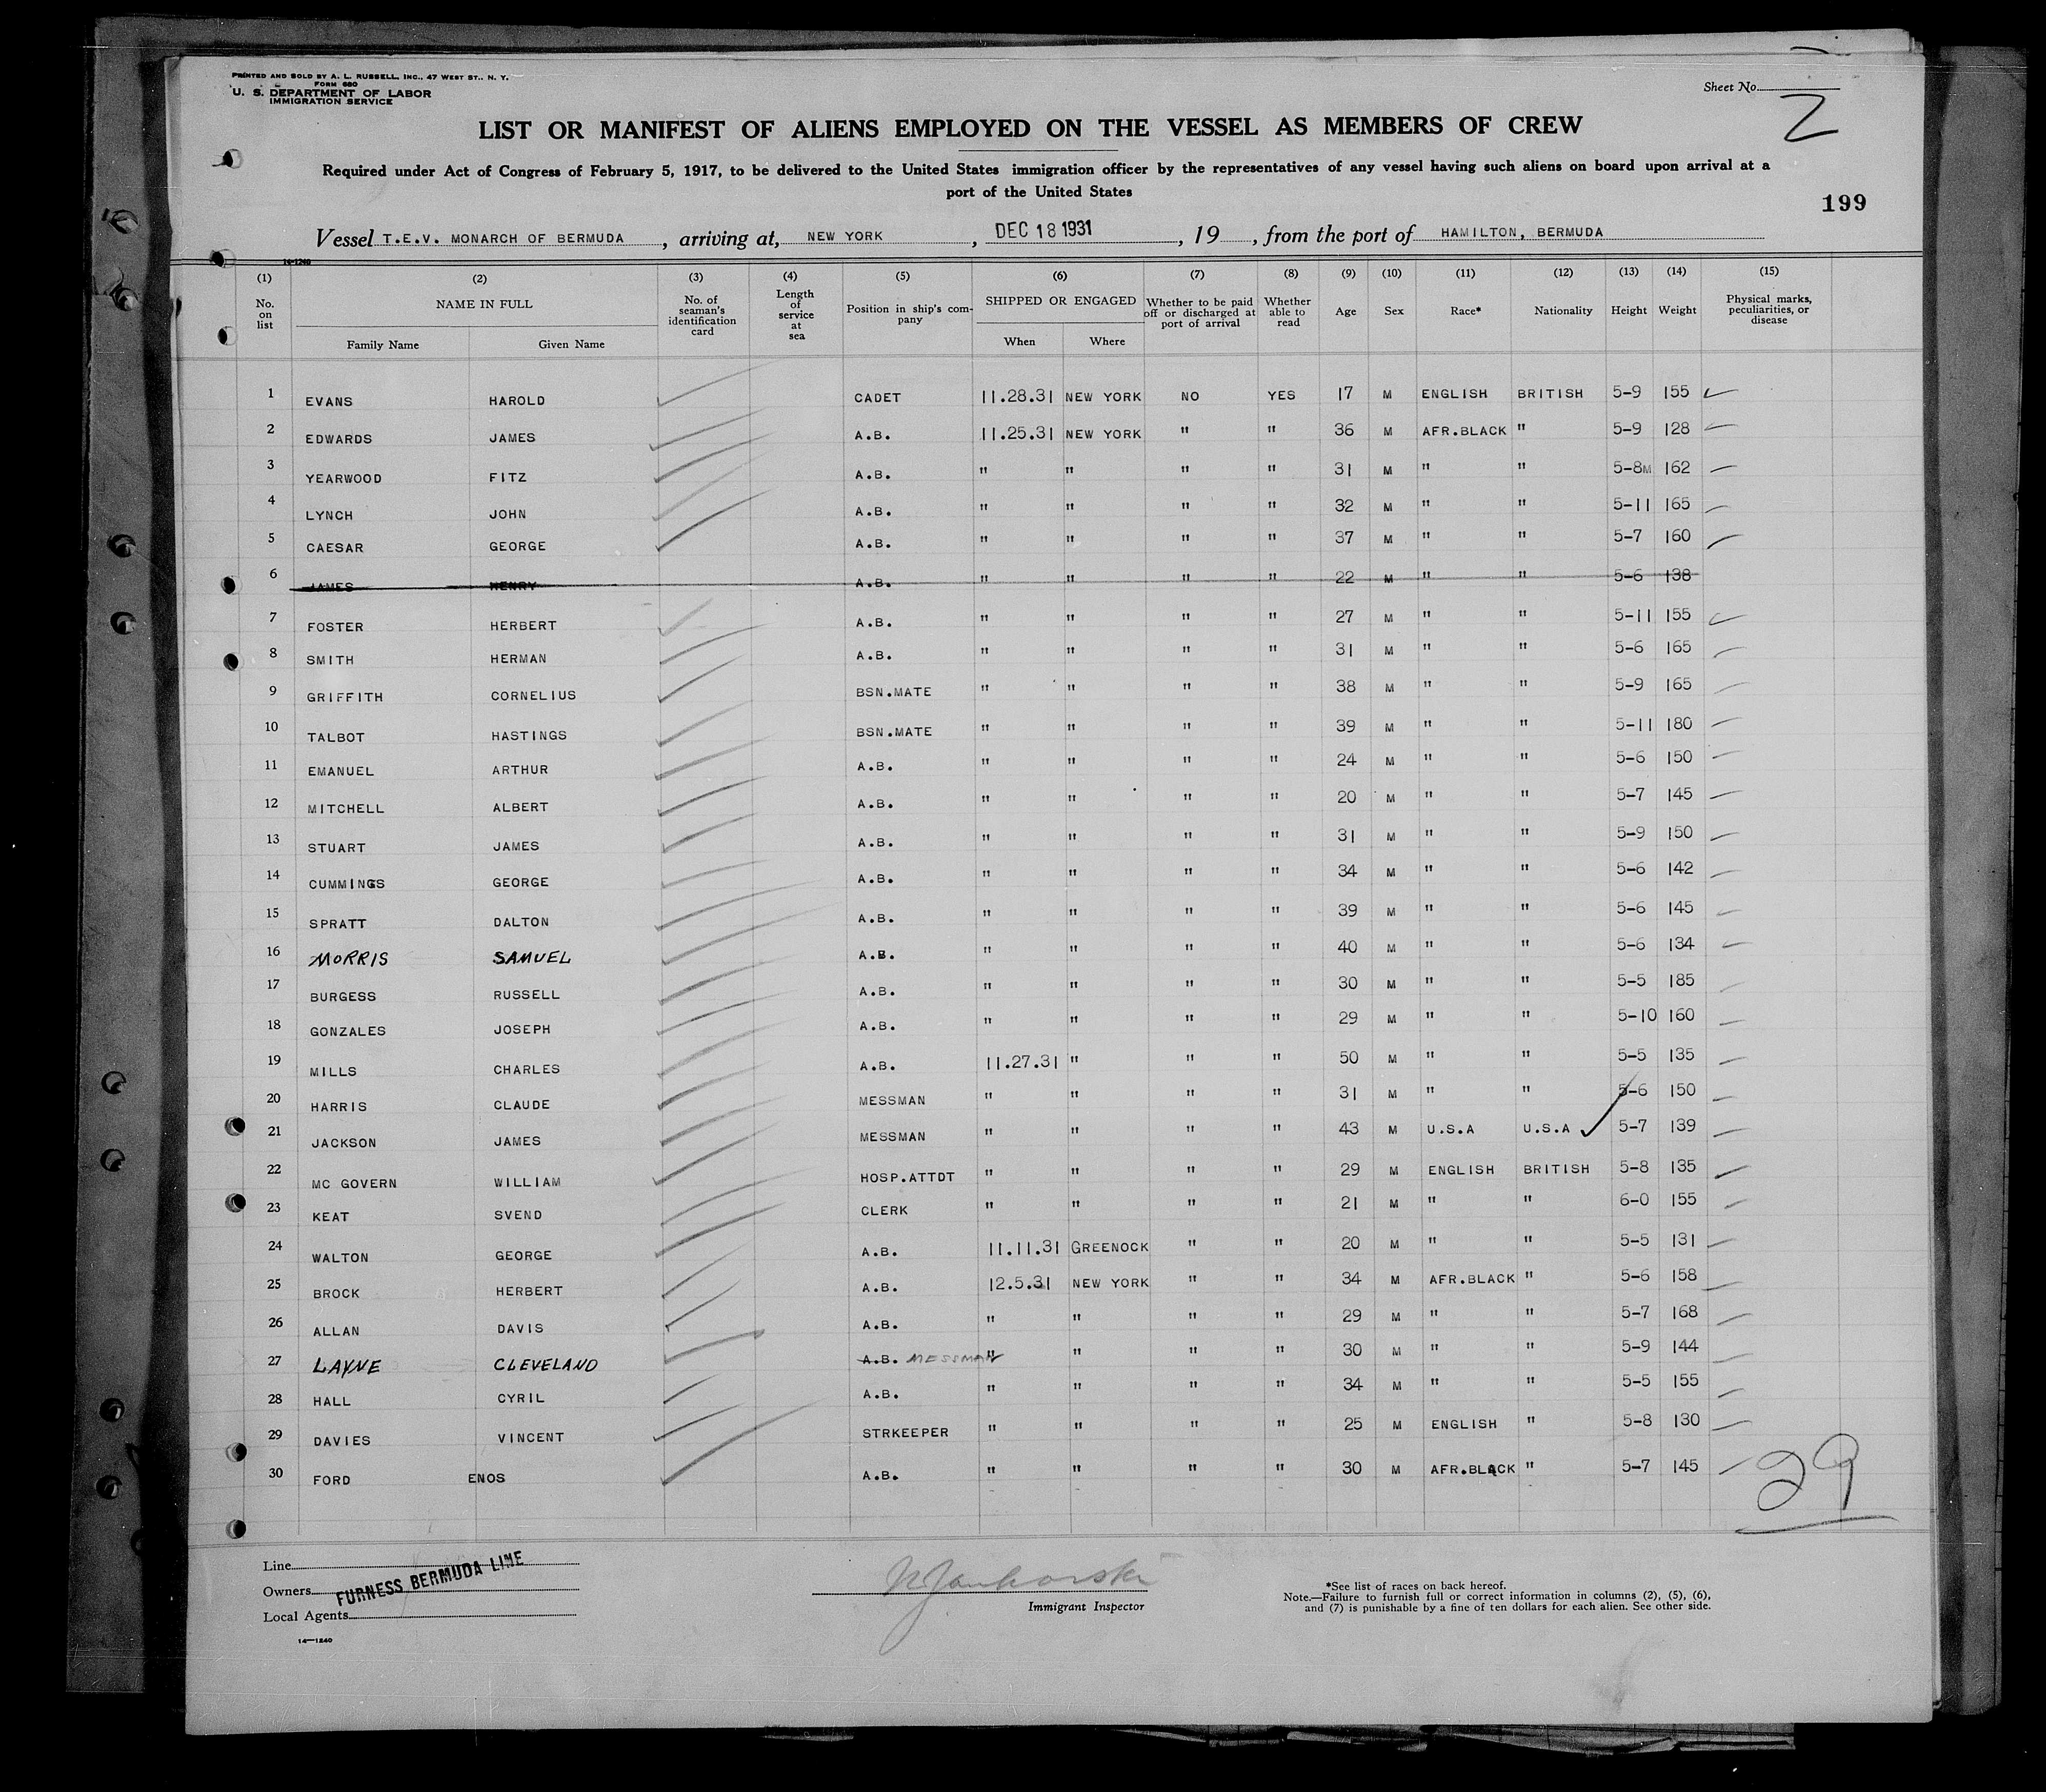 PRINTED AND SOLD BY A. L. RUSSELL, INC., 47 WEST ST., N. Y.
FORM 680
U. S. DEPARTMENT OF LABOR
IMMIGRATION SERVICE
Sheet No.
2
LIST OR MANIFEST OF ALIENS EMPLOYED ON THE VESSEL AS MEMBERS OF CREW
Required under Act of Congress of February 5, 1917, to be delivered to the United States immigration officer by the representatives of any vessel having such aliens on board upon arrival at a
port of the United States
199
Vessel T.E.V. MONARCH OF BERMUDA, arriving at, NEW YORK, DEC 18 1931, 19, from the port of HAMILTON, BERMUDA
14-1240
(1) (2) (3) (4) (5) (6) (7) (8) (9) (10) (11) (12) (13) (14) (15)
No. on list NAME IN FULL Family Name Given Name No. of seaman's identification card Length of service at sea Position in ship's company SHIPPED OR ENGAGED When Where Whether to be paid off or discharged at port of arrival Whether able to read Age Sex Race* Nationality Height Weight Physical marks, peculiarities, or disease
1 EVANS HAROLD CADET 11.28.31 NEW YORK NO YES 17 M ENGLISH BRITISH 5-9 155
2 EDWARDS JAMES A.B. 11.25.31 NEW YORK " " 36 M AFR.BLACK " 5-9 128
3 YEARWOOD FITZ A.B. " " " " 31 M " " 5-8M 162
4 LYNCH JOHN A.B. " " " " 32 M " " 5-11 165
5 CAESAR GEORGE A.B. " " " " 37 M " " 5-7 160
6 JAMES HENRY A.B. " " " " 22 M " " 5-6 138
7 FOSTER HERBERT A.B. " " " " 27 M " " 5-11 155
8 SMITH HERMAN A.B. " " " " 31 M " " 5-6 165
9 GRIFFITH CORNELIUS BSN.MATE " " " " 38 M " " 5-9 165
10 TALBOT HASTINGS BSN.MATE " " " " 39 M " " 5-11 180
11 EMANUEL ARTHUR A.B. " " " " 24 M " " 5-6 150
12 MITCHELL ALBERT A.B. " " " " 20 M " " 5-7 145
13 STUART JAMES A.B. " " " " 31 M " " 5-9 150
14 CUMMINGS GEORGE A.B. " " " " 34 M " " 5-6 142
15 SPRATT DALTON A.B. " " " " 39 M " " 5-6 145
16 MORRIS SAMUEL A.B. " " " " 40 M " " 5-6 134
17 BURGESS RUSSELL A.B. " " " " 30 M " " 5-5 185
18 GONZALES JOSEPH A.B. " " " " 29 M " " 5-10 160
19 MILLS CHARLES A.B. 11.27.31 " " " 50 M " " 5-5 135
20 HARRIS CLAUDE MESSMAN " " " " 31 M " " 5-6 150
21 JACKSON JAMES MESSMAN " " " " 43 M U.S.A U.S.A 5-7 139
22 MC GOVERN WILLIAM HOSP.ATTDT " " " " 29 M ENGLISH BRITISH 5-8 135
23 KEAT SVEND CLERK " " " " 21 M " " 6-0 155
24 WALTON GEORGE A.B. 11.11.31 GREENOCK " " 20 M " " 5-5 131
25 BROCK HERBERT A.B. 12.5.31 NEW YORK " " 34 M AFR.BLACK " 5-6 158
26 ALLAN DAVIS A.B. " " " " 29 M " " 5-7 168
27 LAYNE CLEVELAND A.B. MESSMAN " " " " 30 M " " 5-9 144
28 HALL CYRIL A.B. " " " " 34 M " " 5-5 155
29 DAVIES VINCENT STRKEEPER " " " " 25 M ENGLISH " 5-8 130
30 FORD ENOS A.B. " " " " 30 M AFR.BLACK " 5-7 145
29
Line
Owners
Local Agents
FURNESS BERMUDA LINE
Immigrant Inspector
*See list of races on back hereof.
Note.—Failure to furnish full or correct information in columns (2), (5), (6),
and (7) is punishable by a fine of ten dollars for each alien. See other side.
14—1240